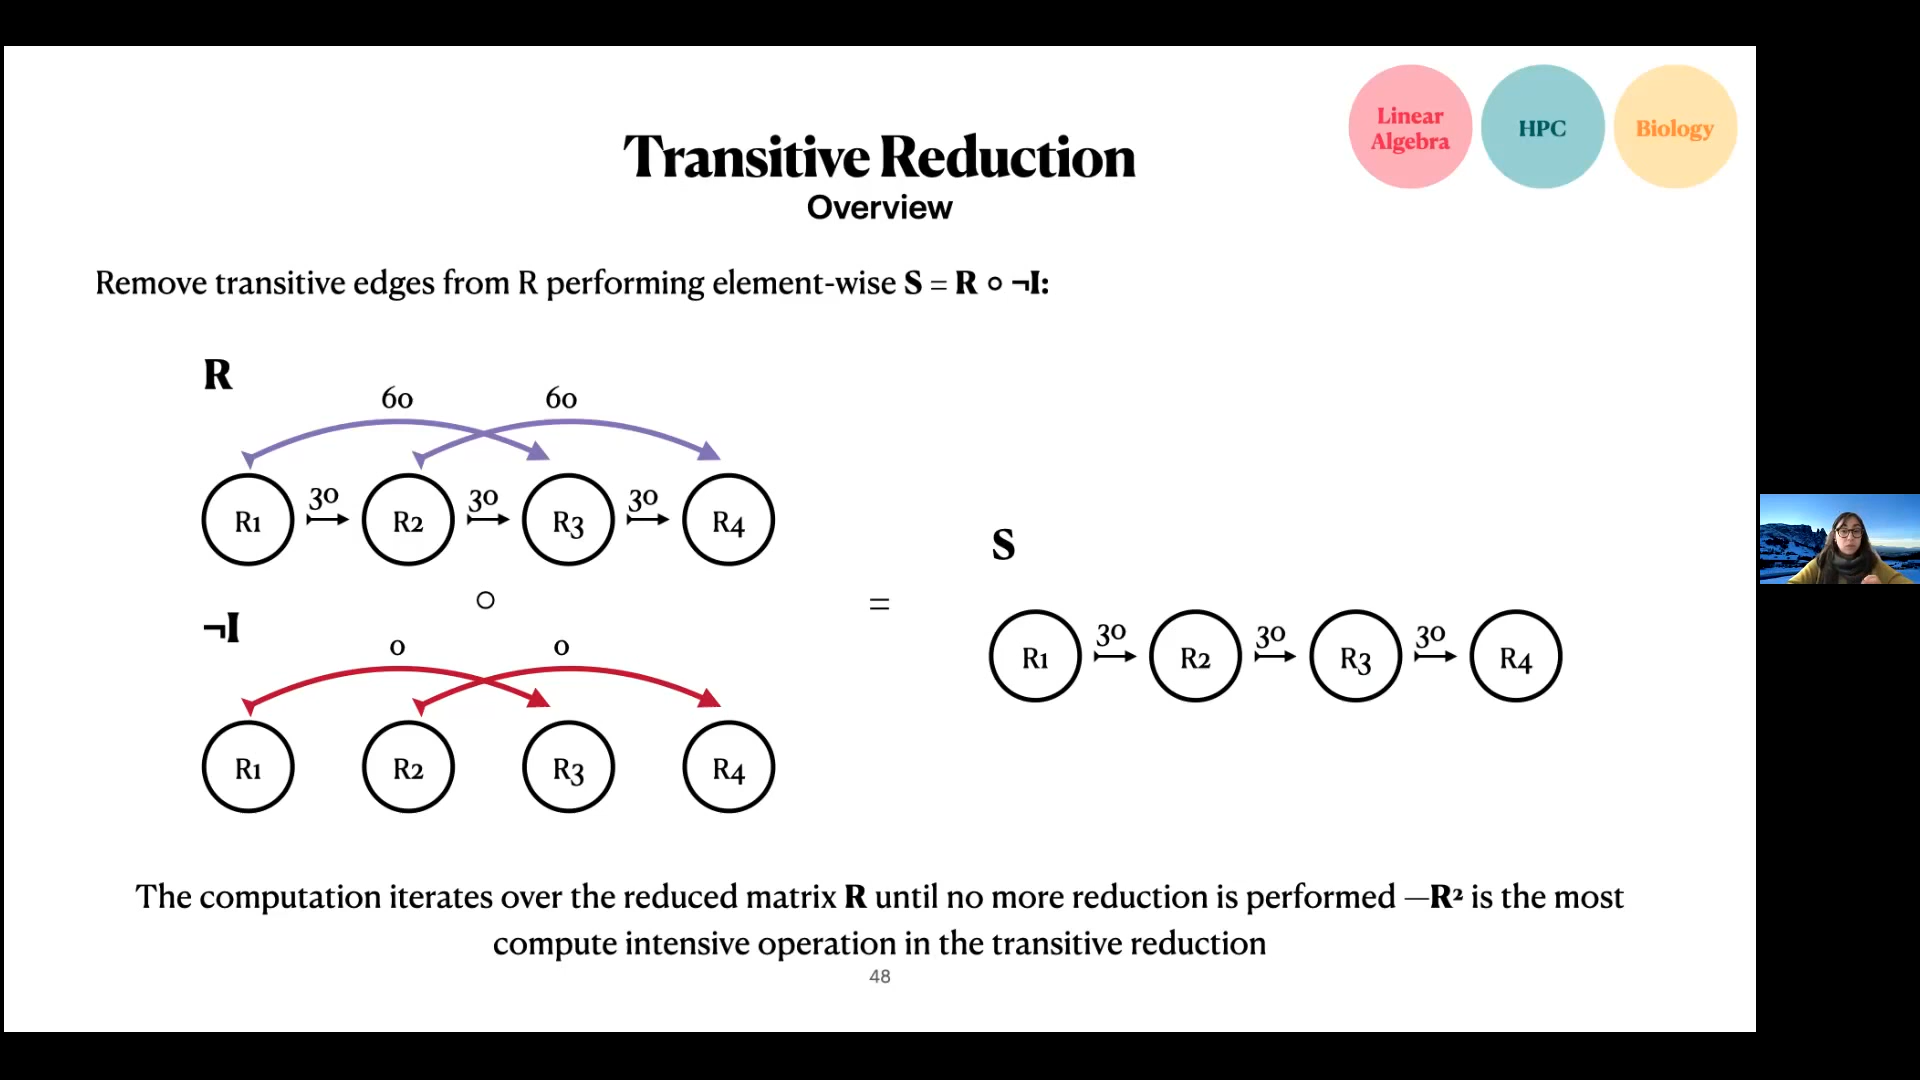 Linear
Algebra
HPC
Biology
Transitive Reduction
Overview
Remove transitive edges from R performing element-wise S = R ∘ ¬I:
R
60 60
30 30 30
R1 R2 R3 R4
∘
¬I
0 0
R1 R2 R3 R4
=
S
30 30 30
R1 R2 R3 R4
The computation iterates over the reduced matrix R until no more reduction is performed —R² is the most
compute intensive operation in the transitive reduction
48